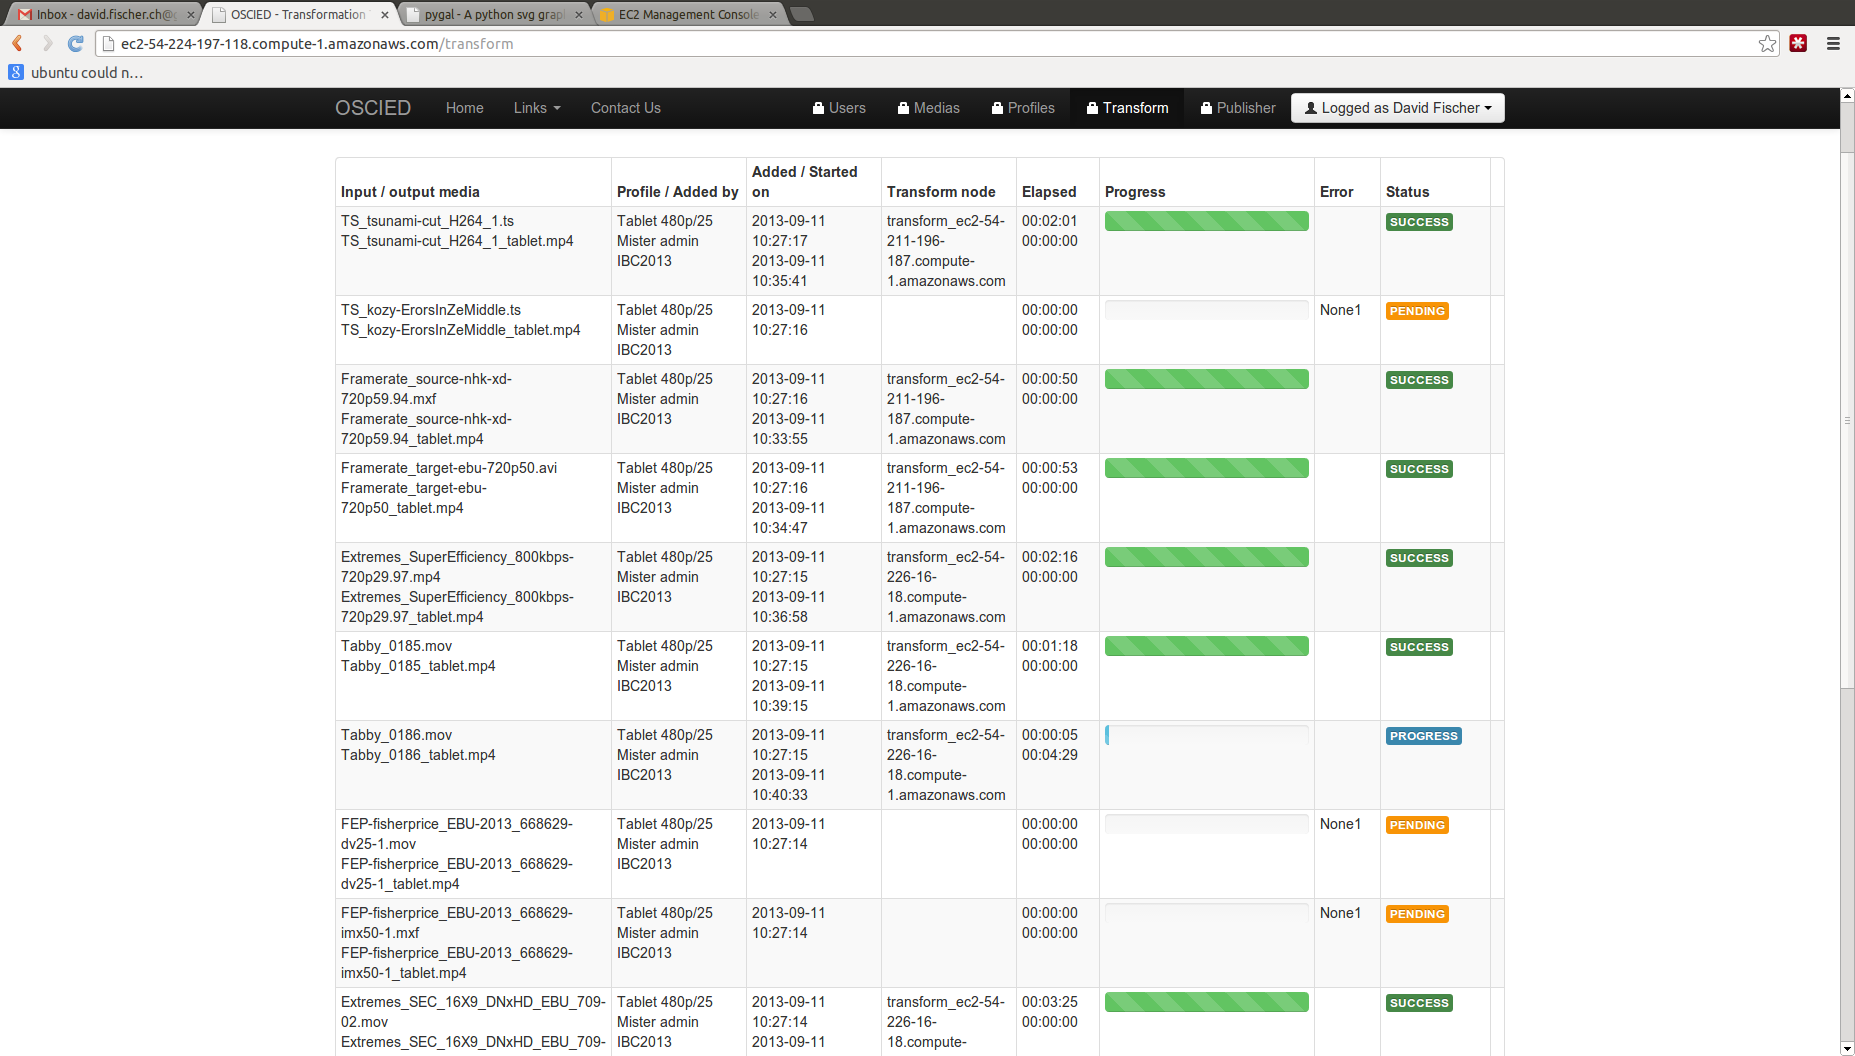 Inbox - david.fischer.ch@g
OSCIED - Transformation
pygal - A python svg grap
EC2 Management Console
ec2-54-224-197-118.compute-1.amazonaws.com/transform
ubuntu could n...
OSCIED Home Links Contact Us Users Medias Profiles Transform Publisher Logged as David Fischer
Input / output media
Profile / Added by
Added / Started
on
Transform node
Elapsed
Progress
Error
Status
TS_tsunami-cut_H264_1.ts
TS_tsunami-cut_H264_1_tablet.mp4
Tablet 480p/25
Mister admin
IBC2013
2013-09-11
10:27:17
2013-09-11
10:35:41
transform_ec2-54-
211-196-
187.compute-
1.amazonaws.com
00:02:01
00:00:00
SUCCESS
TS_kozy-ErorsInZeMiddle.ts
TS_kozy-ErorsInZeMiddle_tablet.mp4
Tablet 480p/25
Mister admin
IBC2013
2013-09-11
10:27:16
00:00:00
00:00:00
None1
PENDING
Framerate_source-nhk-xd-
720p59.94.mxf
Framerate_source-nhk-xd-
720p59.94_tablet.mp4
Tablet 480p/25
Mister admin
IBC2013
2013-09-11
10:27:16
2013-09-11
10:33:55
transform_ec2-54-
211-196-
187.compute-
1.amazonaws.com
00:00:50
00:00:00
SUCCESS
Framerate_target-ebu-720p50.avi
Framerate_target-ebu-
720p50_tablet.mp4
Tablet 480p/25
Mister admin
IBC2013
2013-09-11
10:27:16
2013-09-11
10:34:47
transform_ec2-54-
211-196-
187.compute-
1.amazonaws.com
00:00:53
00:00:00
SUCCESS
Extremes_SuperEfficiency_800kbps-
720p29.97.mp4
Extremes_SuperEfficiency_800kbps-
720p29.97_tablet.mp4
Tablet 480p/25
Mister admin
IBC2013
2013-09-11
10:27:15
2013-09-11
10:36:58
transform_ec2-54-
226-16-
18.compute-
1.amazonaws.com
00:02:16
00:00:00
SUCCESS
Tabby_0185.mov
Tabby_0185_tablet.mp4
Tablet 480p/25
Mister admin
IBC2013
2013-09-11
10:27:15
2013-09-11
10:39:15
transform_ec2-54-
226-16-
18.compute-
1.amazonaws.com
00:01:18
00:00:00
SUCCESS
Tabby_0186.mov
Tabby_0186_tablet.mp4
Tablet 480p/25
Mister admin
IBC2013
2013-09-11
10:27:15
2013-09-11
10:40:33
transform_ec2-54-
226-16-
18.compute-
1.amazonaws.com
00:00:05
00:04:29
PROGRESS
FEP-fisherprice_EBU-2013_668629-
dv25-1.mov
FEP-fisherprice_EBU-2013_668629-
dv25-1_tablet.mp4
Tablet 480p/25
Mister admin
IBC2013
2013-09-11
10:27:14
00:00:00
00:00:00
None1
PENDING
FEP-fisherprice_EBU-2013_668629-
imx50-1.mxf
FEP-fisherprice_EBU-2013_668629-
imx50-1_tablet.mp4
Tablet 480p/25
Mister admin
IBC2013
2013-09-11
10:27:14
00:00:00
00:00:00
None1
PENDING
Extremes_SEC_16X9_DNxHD_EBU_709-
02.mov
Extremes_SEC_16X9_DNxHD_EBU_709-
Tablet 480p/25
Mister admin
IBC2013
2013-09-11
10:27:14
2013-09-11
transform_ec2-54-
226-16-
18.compute-
00:03:25
00:00:00
SUCCESS